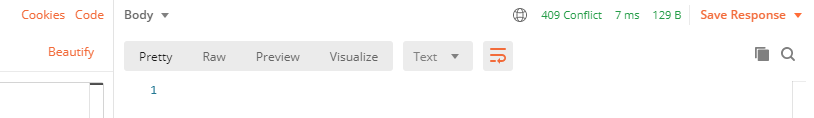 Cookies Code Body 409 Conflict 7 ms 129 B Save Response
Beautify Pretty Raw Preview Visualize Text
1